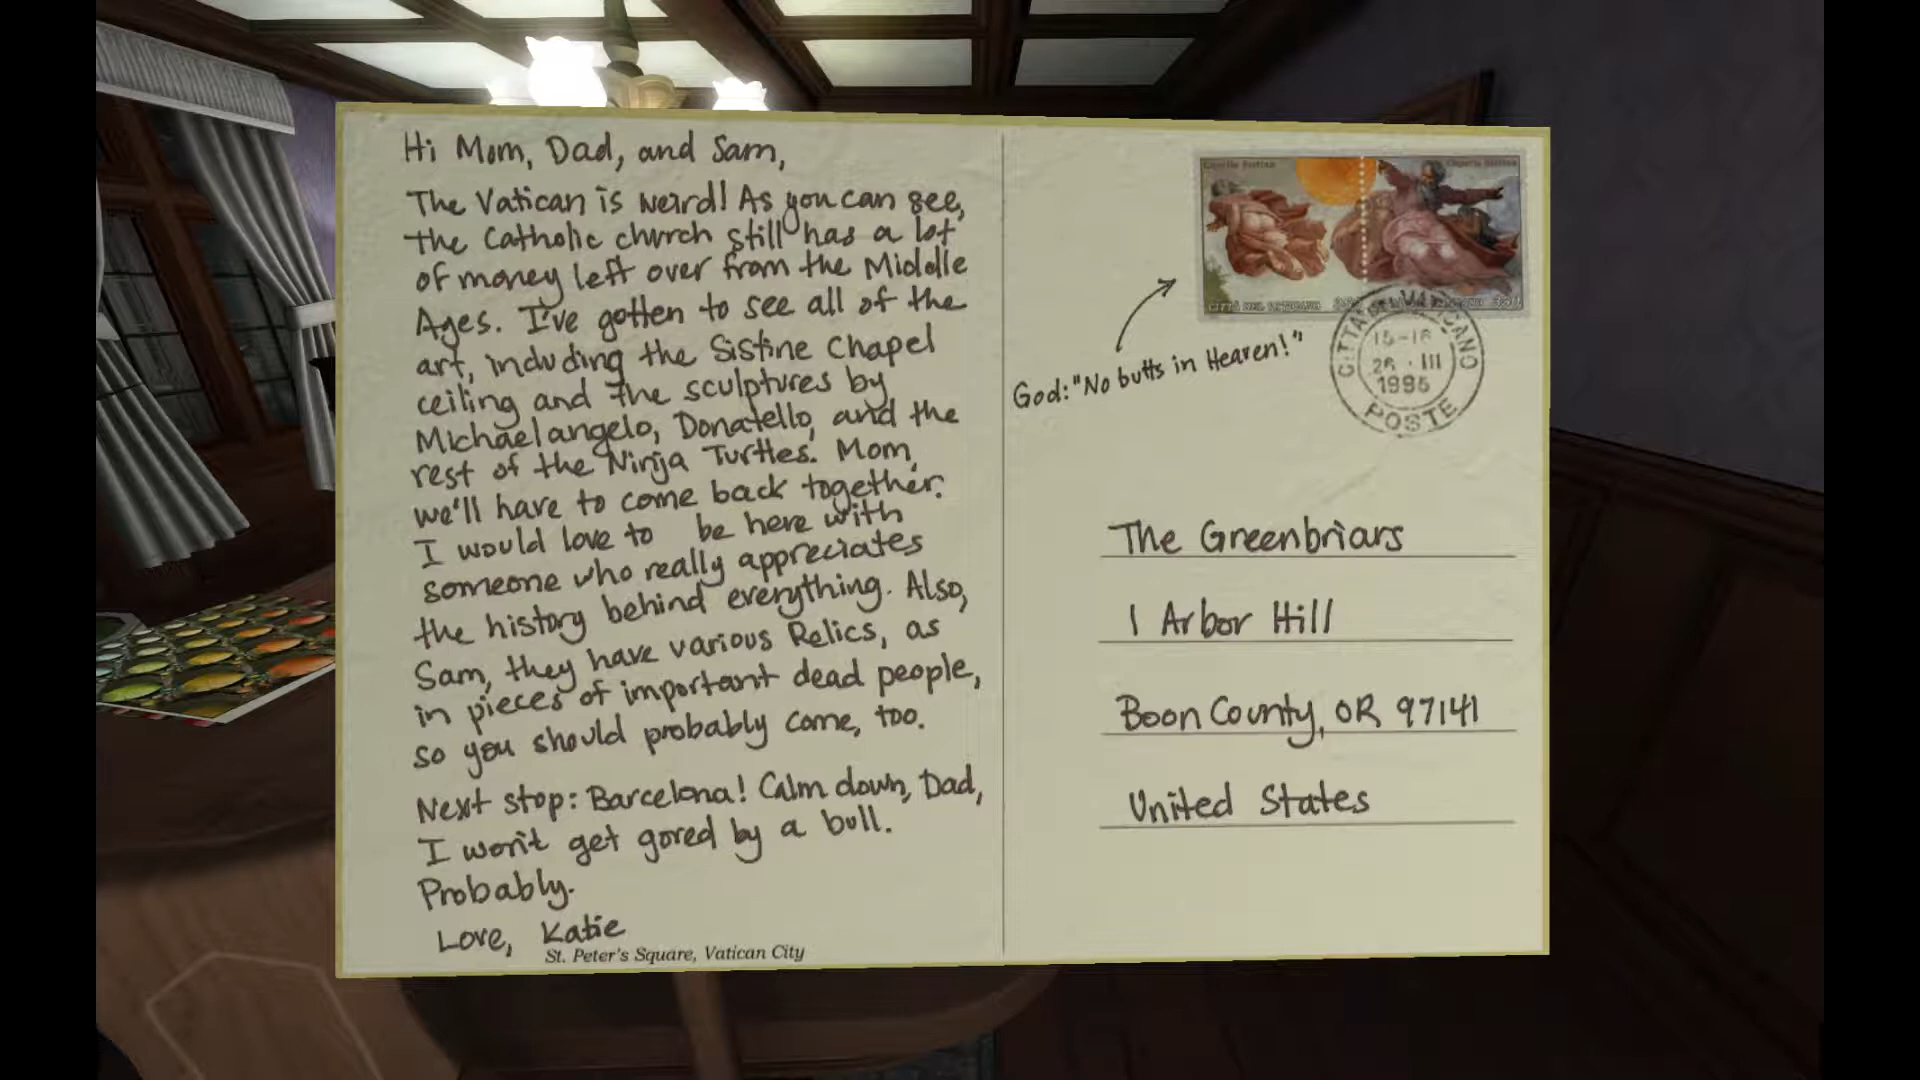 Hi Mom, Dad, and Sam,
The Vatican is weird! As you can see,
the Catholic church still has a lot
of money left over from the Middle
Ages. I've gotten to see all of the
art, including the Sistine Chapel
ceiling and the sculptures by
Michaelangelo, Donatello, and the
rest of the Ninja Turtles. Mom,
we'll have to come back together.
I would love to be here with
someone who really appreciates
the history behind everything. Also,
Sam, they have various Relics, as
in pieces of important dead people,
so you should probably come, too.
Next stop: Barcelona! Calm down, Dad,
I won't get gored by a bull.
Probably.
Love, Katie
St. Peter's Square, Vatican City
God: "No butts in Heaven!"
CITTA VATICANO
26 · III
1995
POSTE
The Greenbriars
1 Arbor Hill
Boon County, OR 97141
United States